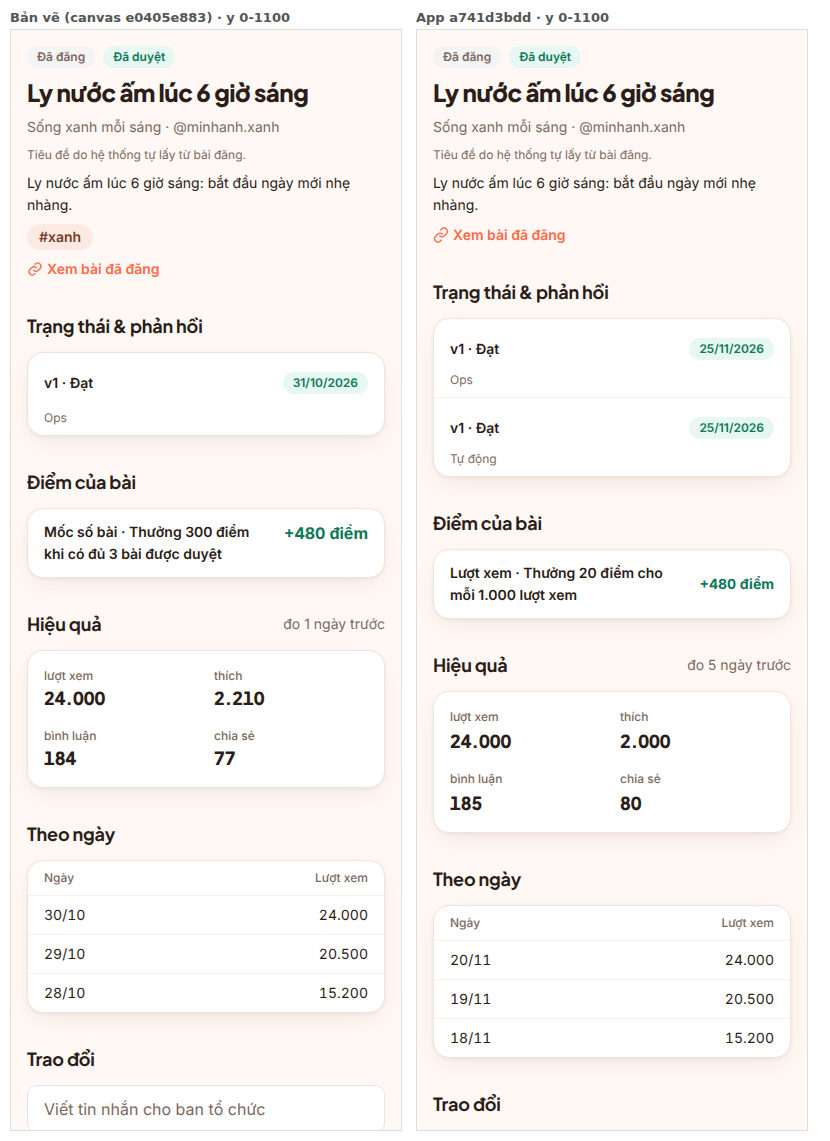 Bản vẽ (canvas e0405e883) · y 0-1100
Đã đăng
Đã duyệt
Ly nước ấm lúc 6 giờ sáng
Sống xanh mỗi sáng · @minhanh.xanh
Tiêu đề do hệ thống tự lấy từ bài đăng.
Ly nước ấm lúc 6 giờ sáng: bắt đầu ngày mới nhẹ
nhàng.
#xanh
Xem bài đã đăng
Trạng thái & phản hồi
v1 · Đạt
31/10/2026
Ops
Điểm của bài
Mốc số bài · Thưởng 300 điểm
khi có đủ 3 bài được duyệt
+480 điểm
Hiệu quả
đo 1 ngày trước
lượt xem
thích
24.000
2.210
bình luận
chia sẻ
184
77
Theo ngày
Ngày
Lượt xem
30/10
24.000
29/10
20.500
28/10
15.200
Trao đổi
Viết tin nhắn cho ban tổ chức
App a741d3bdd · y 0-1100
Đã đăng
Đã duyệt
Ly nước ấm lúc 6 giờ sáng
Sống xanh mỗi sáng · @minhanh.xanh
Tiêu đề do hệ thống tự lấy từ bài đăng.
Ly nước ấm lúc 6 giờ sáng: bắt đầu ngày mới nhẹ
nhàng.
Xem bài đã đăng
Trạng thái & phản hồi
v1 · Đạt
25/11/2026
Ops
v1 · Đạt
25/11/2026
Tự động
Điểm của bài
Lượt xem · Thưởng 20 điểm cho
mỗi 1.000 lượt xem
+480 điểm
Hiệu quả
đo 5 ngày trước
lượt xem
thích
24.000
2.000
bình luận
chia sẻ
185
80
Theo ngày
Ngày
Lượt xem
20/11
24.000
19/11
20.500
18/11
15.200
Trao đổi